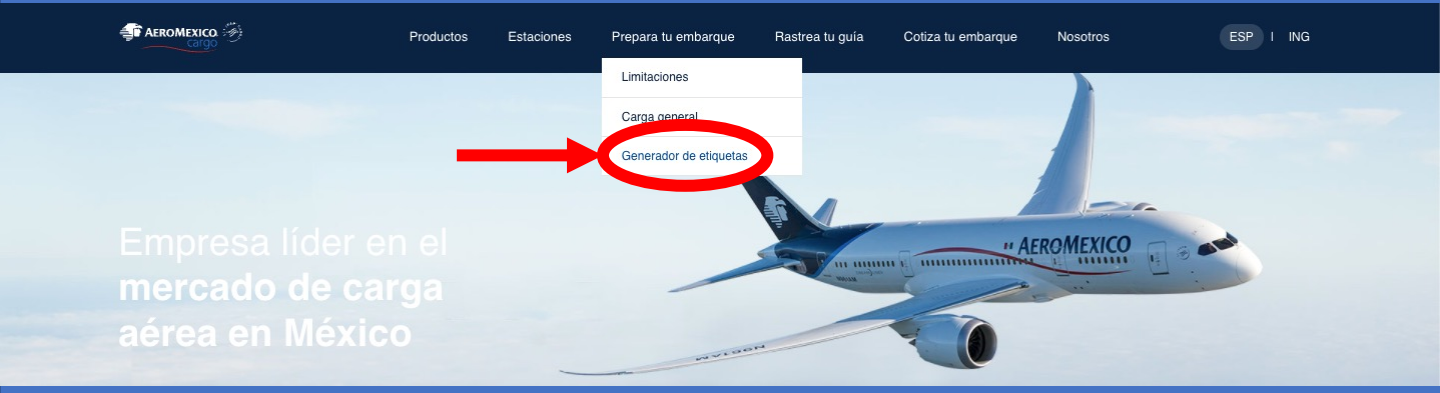 AEROMEXICO
cargo
Productos
Estaciones
Prepara tu embarque
Rastrea tu guía
Cotiza tu embarque
Nosotros
ESP | ING
Limitaciones
Carga general
Generador de etiquetas
Empresa líder en el
mercado de carga
aérea en México
AEROMEXICO
N961AM